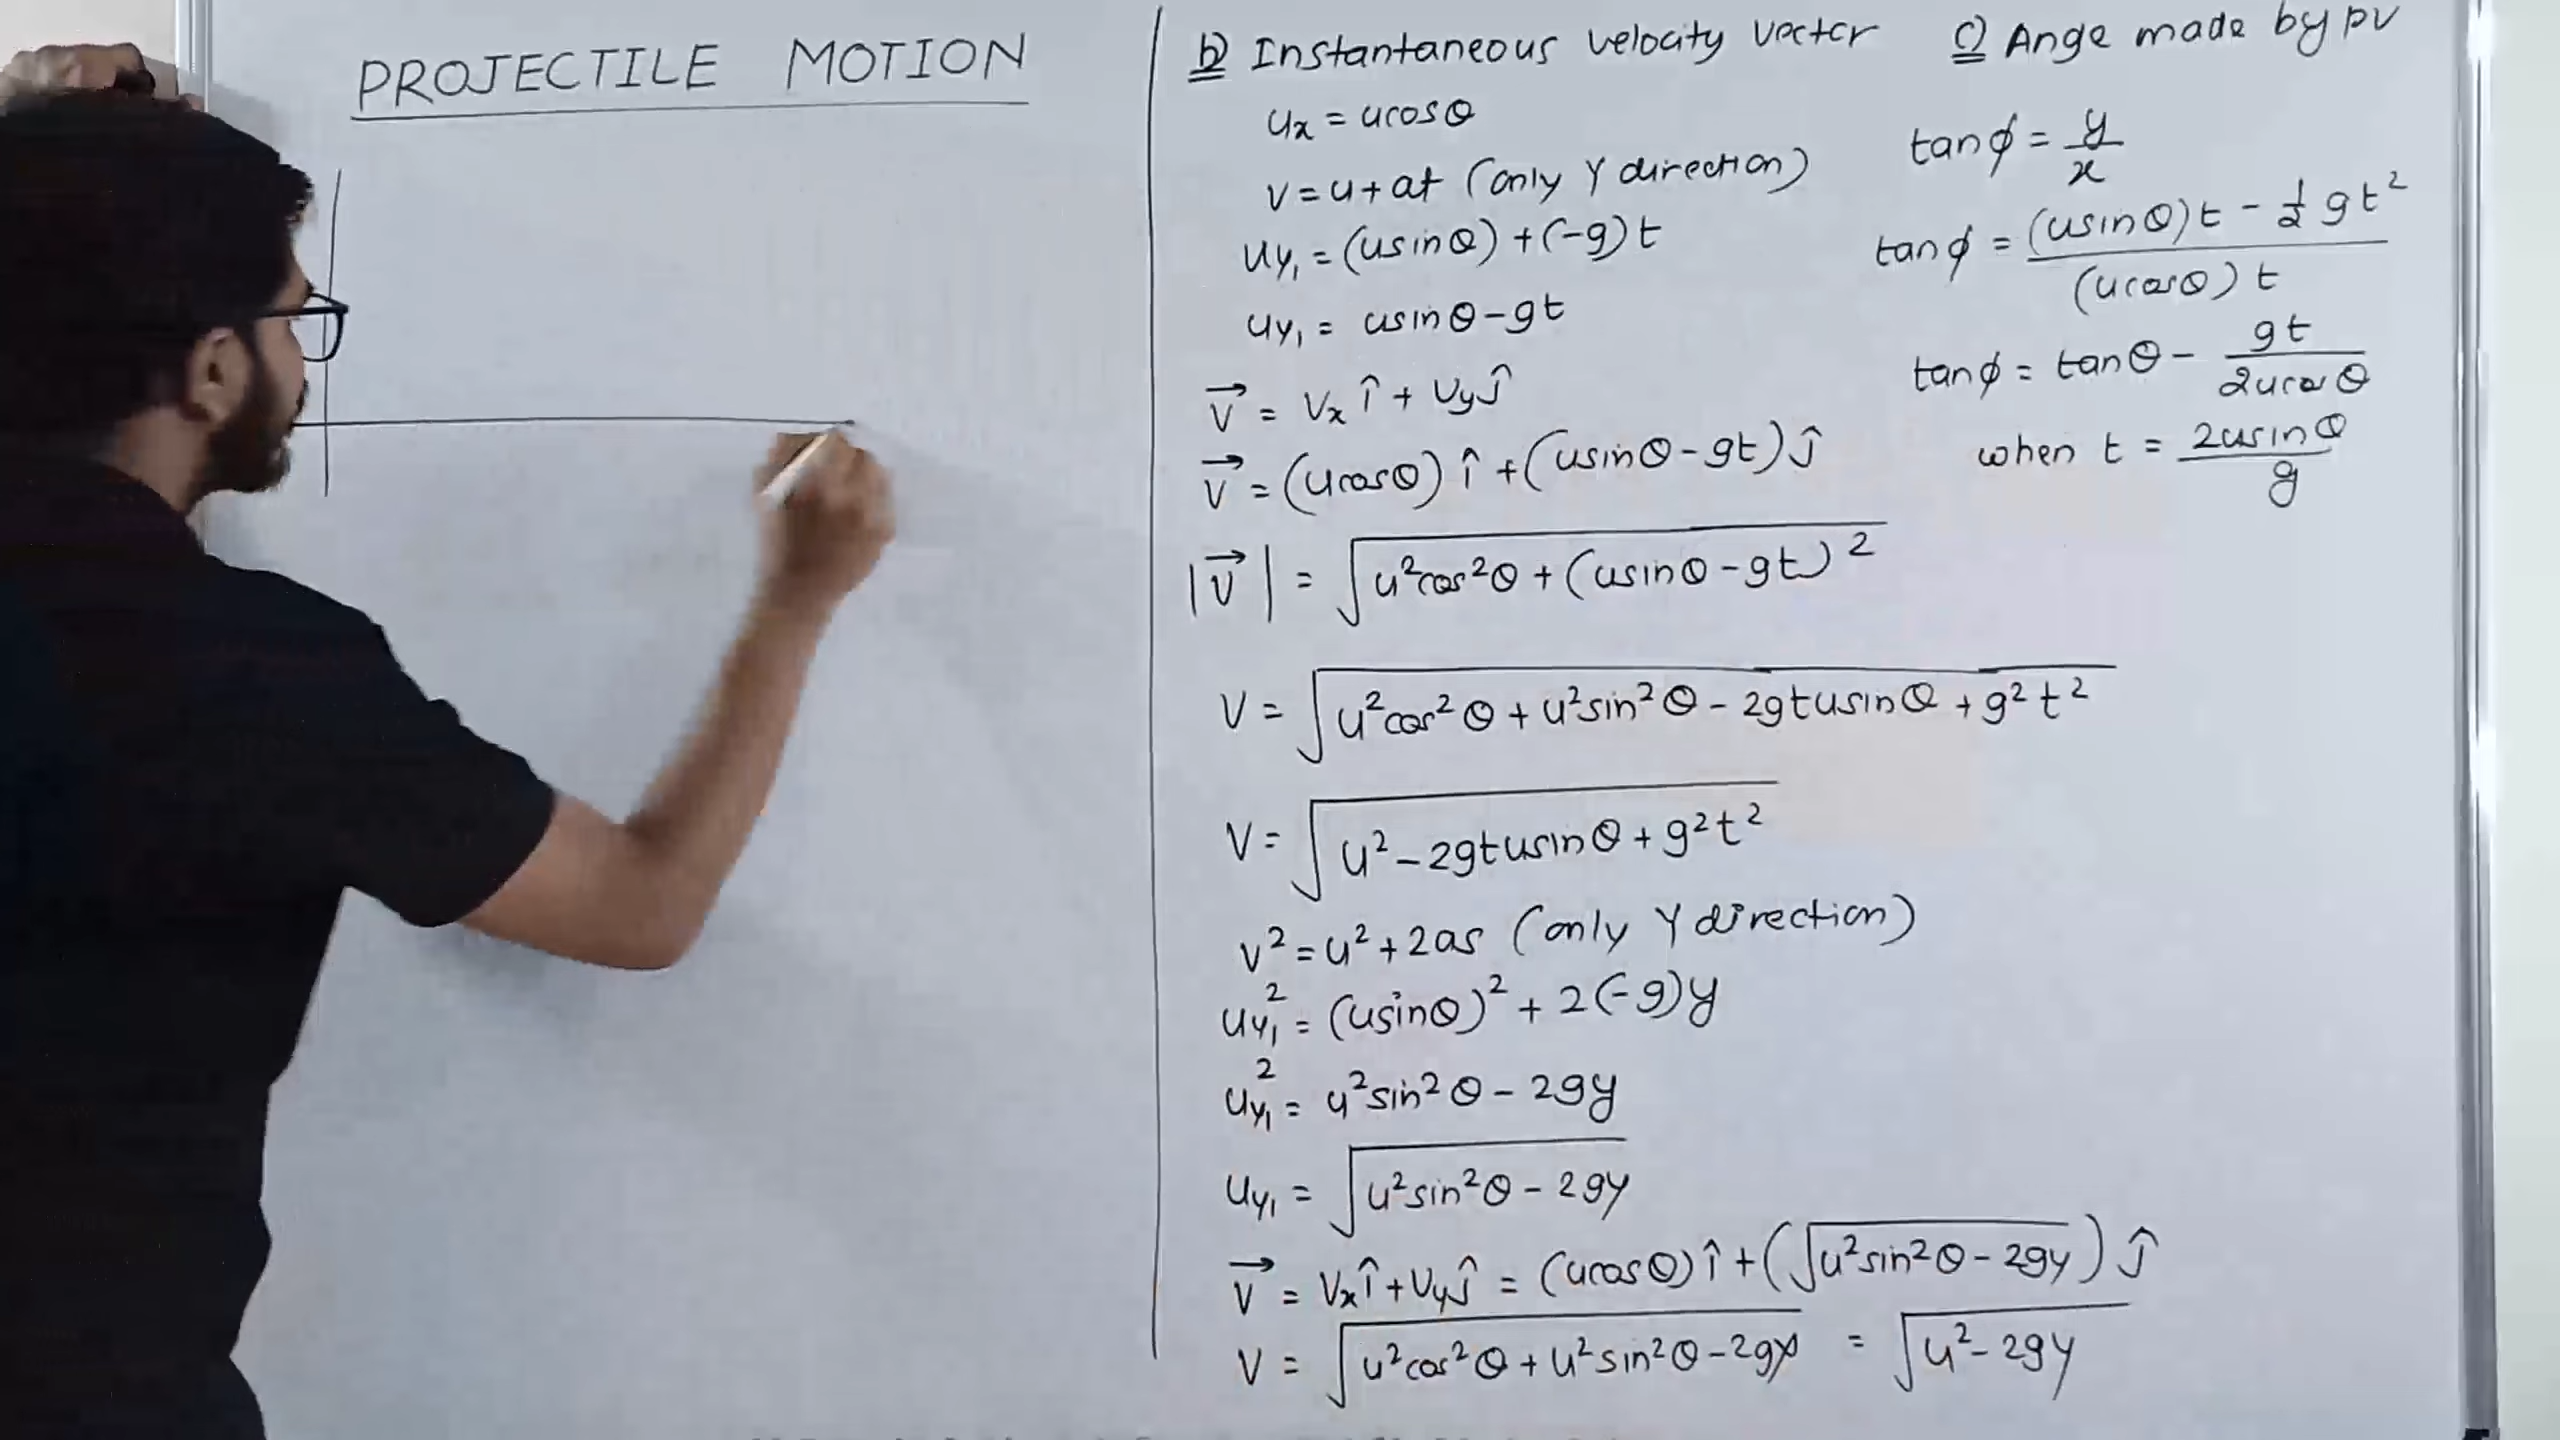 PROJECTILE MOTION
b) Instantaneous velocity vector
ux = ucosθ
v = u + at (only Y direction)
uy₁ = (usinθ) + (-g)t
uy₁ = usinθ - gt
v⃗ = vx î + vy ĵ
v⃗ = (ucosθ) î + (usinθ - gt) ĵ
|v⃗| = √(u²cos²θ + (usinθ - gt)²)
V = √(u²cos²θ + u²sin²θ - 2gtusinθ + g²t²)
V = √(u² - 2gtusinθ + g²t²)
v² = u² + 2as (only Y direction)
uy₁² = (usinθ)² + 2(-g)y
uy₁² = u²sin²θ - 2gy
uy₁ = √(u²sin²θ - 2gy)
v⃗ = Vx î + Vy ĵ = (ucosθ) î + (√(u²sin²θ - 2gy)) ĵ
V = √(u²cos²θ + u²sin²θ - 2gy) = √(u² - 2gy)
c) Ange made by pv
tanϕ = y/x
tanϕ = ((usinθ)t - ½ gt²)/((ucosθ)t)
tanϕ = tanθ - gt/(2ucosθ)
when t = 2usinθ/g